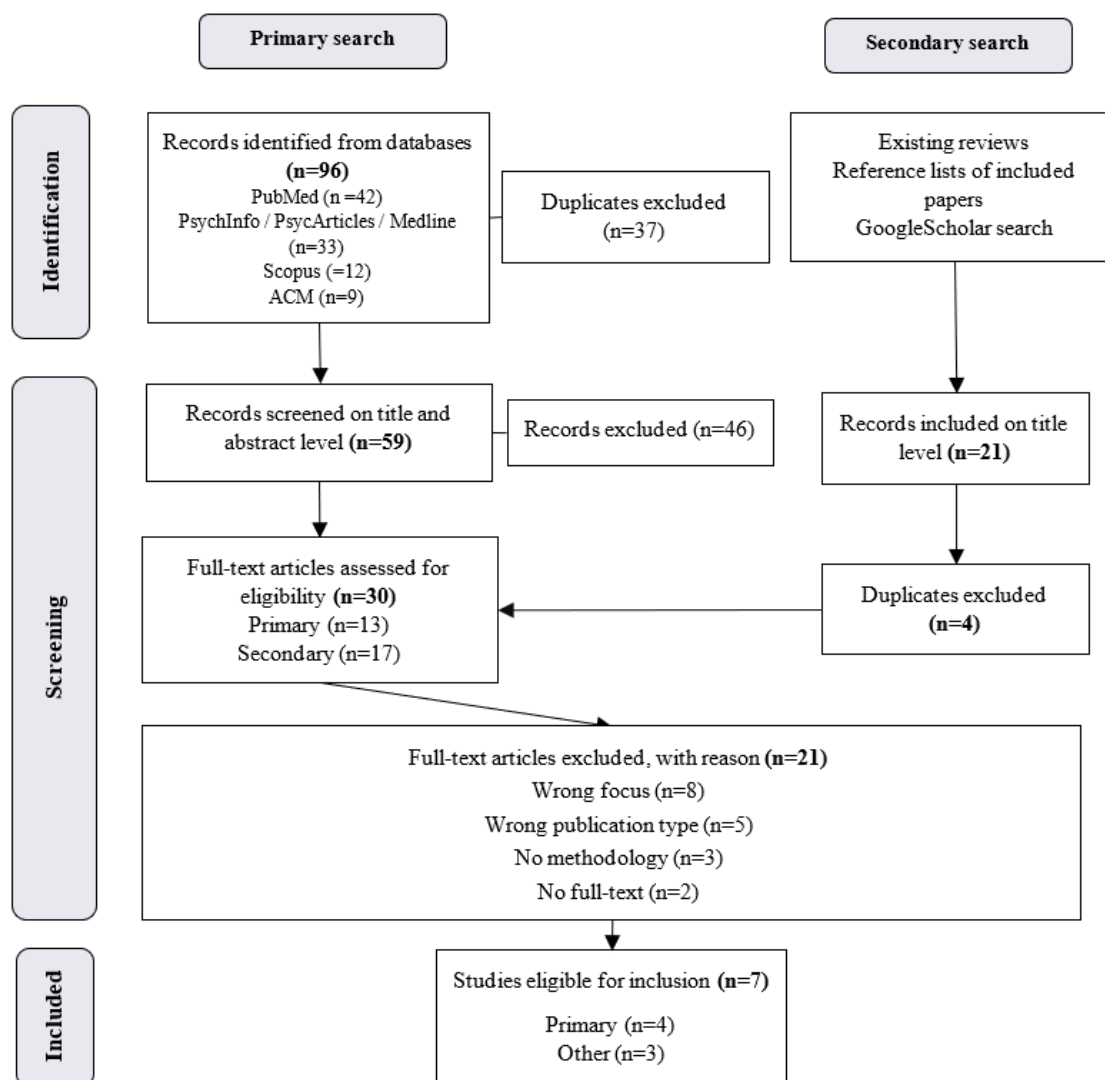 Primary search
Secondary search
Identification
Records identified from databases
(n=96)
PubMed (n =42)
PsychInfo / PsycArticles / Medline
(n=33)
Scopus (=12)
ACM (n=9)
Duplicates excluded
(n=37)
Existing reviews
Reference lists of included
papers
GoogleScholar search
Screening
Records screened on title and
abstract level (n=59)
Records excluded (n=46)
Records included on title
level (n=21)
Full-text articles assessed for
eligibility (n=30)
Primary (n=13)
Secondary (n=17)
Duplicates excluded
(n=4)
Full-text articles excluded, with reason (n=21)
Wrong focus (n=8)
Wrong publication type (n=5)
No methodology (n=3)
No full-text (n=2)
Included
Studies eligible for inclusion (n=7)
Primary (n=4)
Other (n=3)